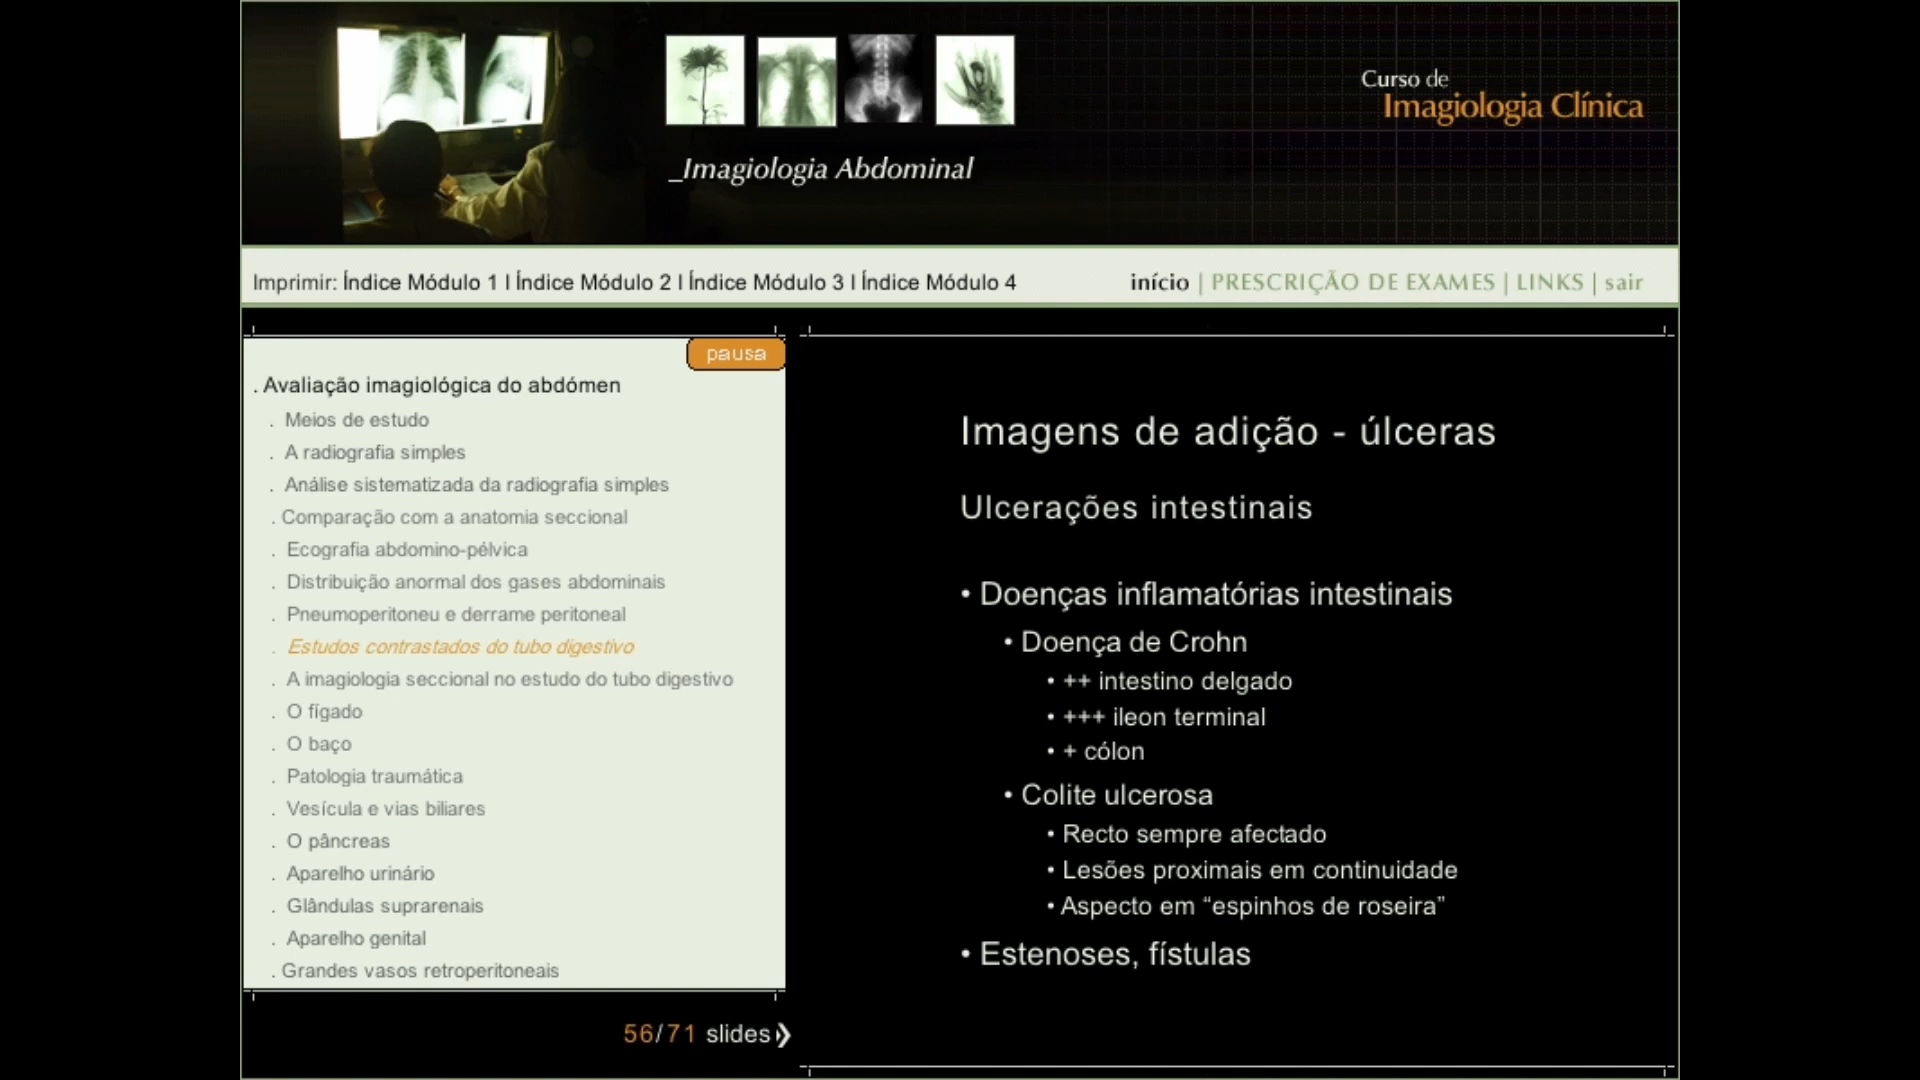 Curso de
Imagiologia Clínica
_Imagiologia Abdominal
Imprimir: Índice Módulo 1 I Índice Módulo 2 I Índice Módulo 3 I Índice Módulo 4
início | PRESCRIÇÃO DE EXAMES | LINKS | sair
pausa
. Avaliação imagiológica do abdómen
. Meios de estudo
. A radiografia simples
. Análise sistematizada da radiografia simples
. Comparação com a anatomia seccional
. Ecografia abdomino-pélvica
. Distribuição anormal dos gases abdominais
. Pneumoperitoneu e derrame peritoneal
. Estudos contrastados do tubo digestivo
. A imagiologia seccional no estudo do tubo digestivo
. O fígado
. O baço
. Patologia traumática
. Vesícula e vias biliares
. O pâncreas
. Aparelho urinário
. Glândulas suprarenais
. Aparelho genital
. Grandes vasos retroperitoneais
56/71 slides
Imagens de adição - úlceras
Ulcerações intestinais
• Doenças inflamatórias intestinais
• Doença de Crohn
• ++ intestino delgado
• +++ ileon terminal
• + cólon
• Colite ulcerosa
• Recto sempre afectado
• Lesões proximais em continuidade
• Aspecto em “espinhos de roseira”
• Estenoses, fístulas